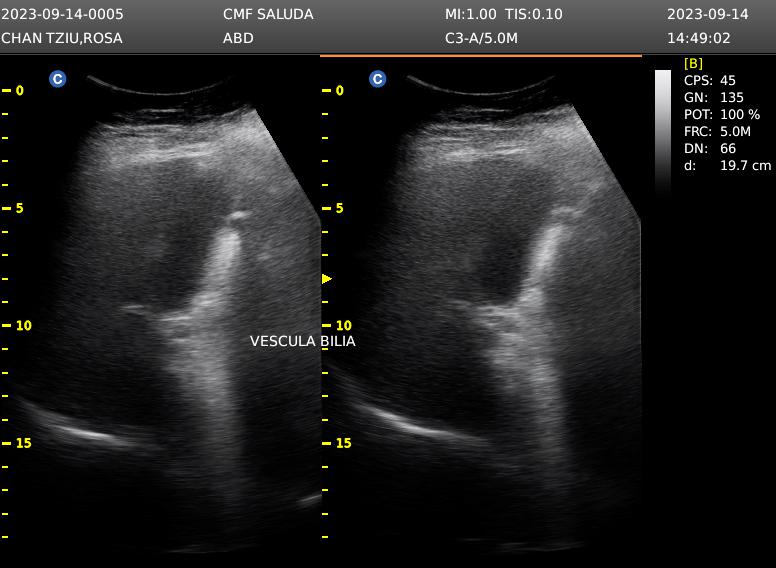 2023-09-14-0005 CMF SALUDA MI:1.00 TIS:0.10 2023-09-14
CHAN TZIU,ROSA ABD C3-A/5.0M 14:49:02
C C
[B]
CPS: 45
GN: 135
POT: 100 %
FRC: 5.0M
DN: 66
d: 19.7 cm
0 0
5 5
10 10
VESCULA BILIA
15 15